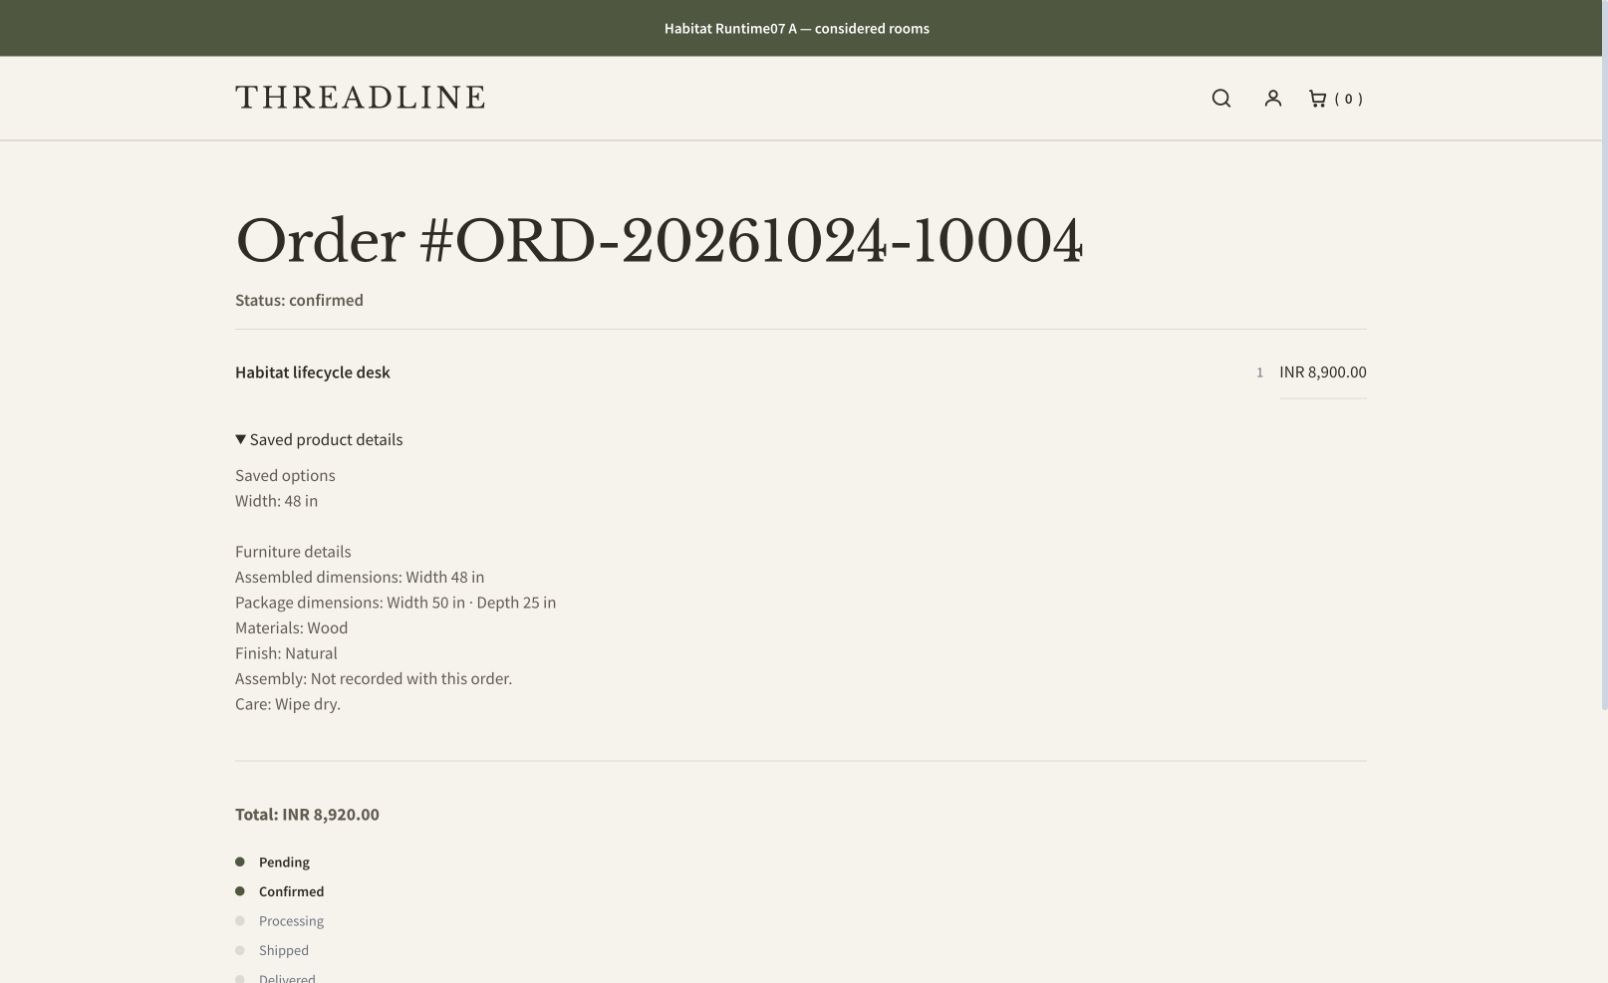 Habitat Runtime07 A — considered rooms
THREADLINE
( 0 )
Order #ORD-20261024-10004
Status: confirmed
Habitat lifecycle desk 1 INR 8,900.00
▼ Saved product details
Saved options
Width: 48 in
Furniture details
Assembled dimensions: Width 48 in
Package dimensions: Width 50 in · Depth 25 in
Materials: Wood
Finish: Natural
Assembly: Not recorded with this order.
Care: Wipe dry.
Total: INR 8,920.00
Pending
Confirmed
Processing
Shipped
Delivered